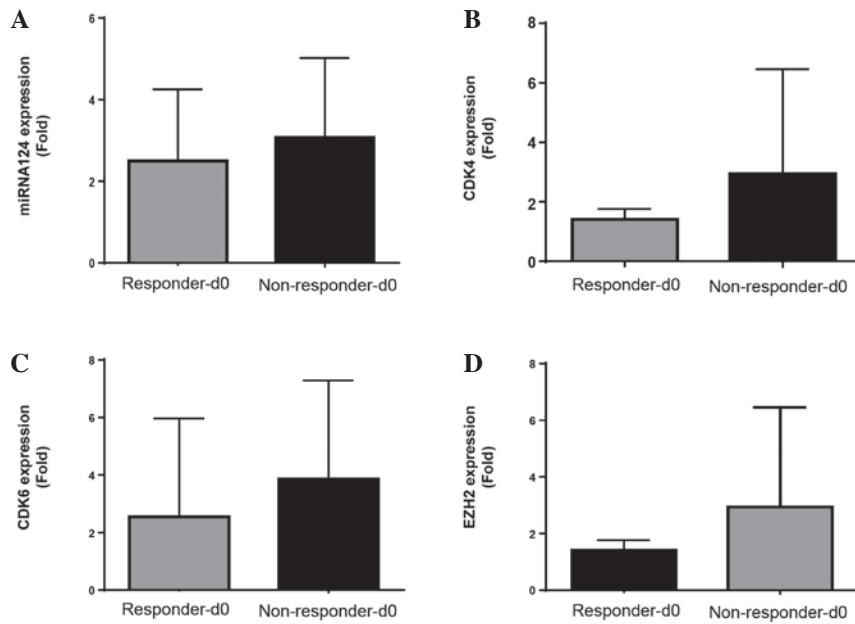 A
miRNA124 expression
(Fold)
6
4
2
0
Responder-d0 Non-responder-d0
B
CDK4 expression
(Fold)
8
6
4
2
0
Responder-d0 Non-responder-d0
C
CDK6 expression
(Fold)
8
6
4
2
0
Responder-d0 Non-responder-d0
D
EZH2 expression
(Fold)
8
6
4
2
0
Responder-d0 Non-responder-d0